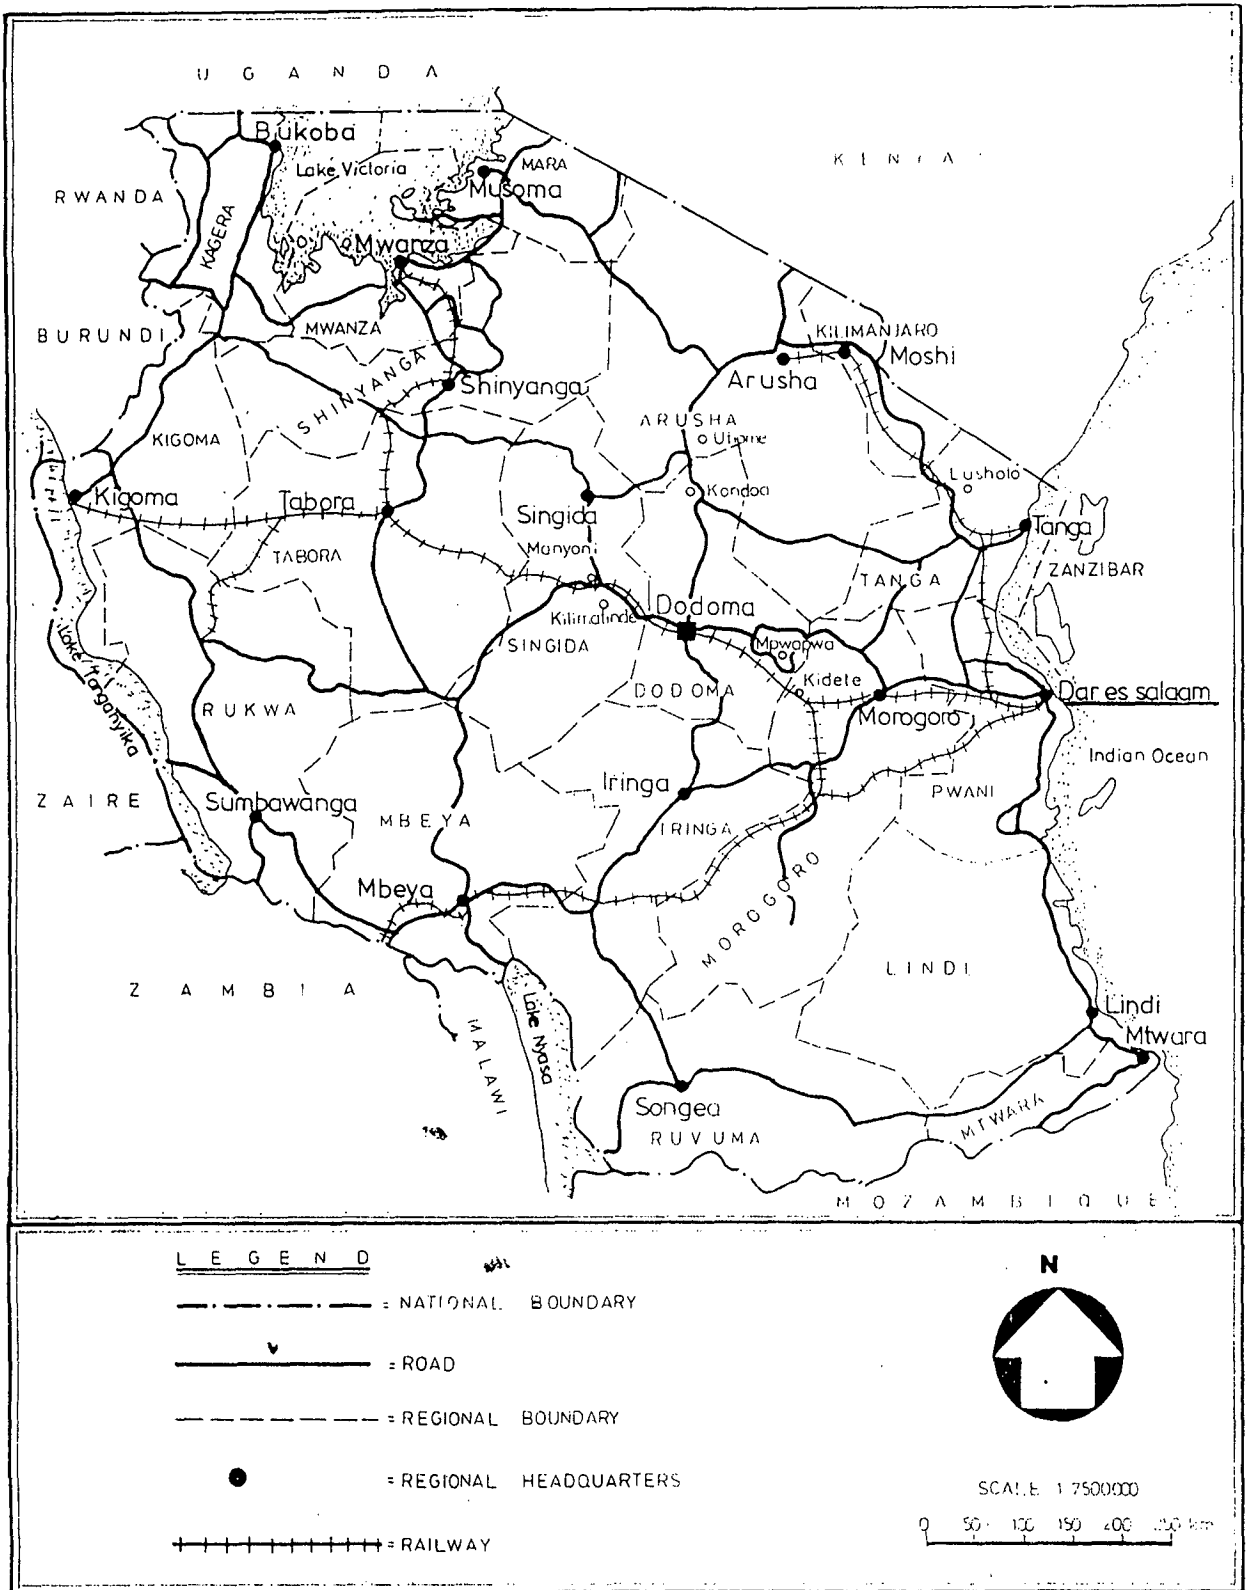 UGANDA
Bukoba
Lake Victoria
MARA
KENYA
RWANDA
Musoma
KAGERA
Mwanza
BURUNDI
MWANZA
KILIMANJARO
Moshi
Arusha
SHINYANGA
Shinyanga
ARUSHA
KIGOMA
Kondoa
Lusholo
Kigoma
Tabora
Singida
Tanga
Manyoni
TABORA
TANGA
ZANZIBAR
Kilimatinde
Dodoma
SINGIDA
Mpwapwa
Kidete
DODOMA
Dar es salaam
RUKWA
Morogoro
Lake Tanganyika
Indian Ocean
Iringa
PWANI
ZAIRE
Sumbawanga
MBEYA
IRINGA
Mbeya
MOROGORO
LINDI
ZAMBIA
Lake Nyasa
MALAWI
Lindi
Mtwara
Songea
MTWARA
RUVUMA
MOZAMBIQUE
LEGEND
= NATIONAL BOUNDARY
= ROAD
= REGIONAL BOUNDARY
= REGIONAL HEADQUARTERS
= RAILWAY
N
SCALE 1:7500000
0 50 100 150 200 250 km